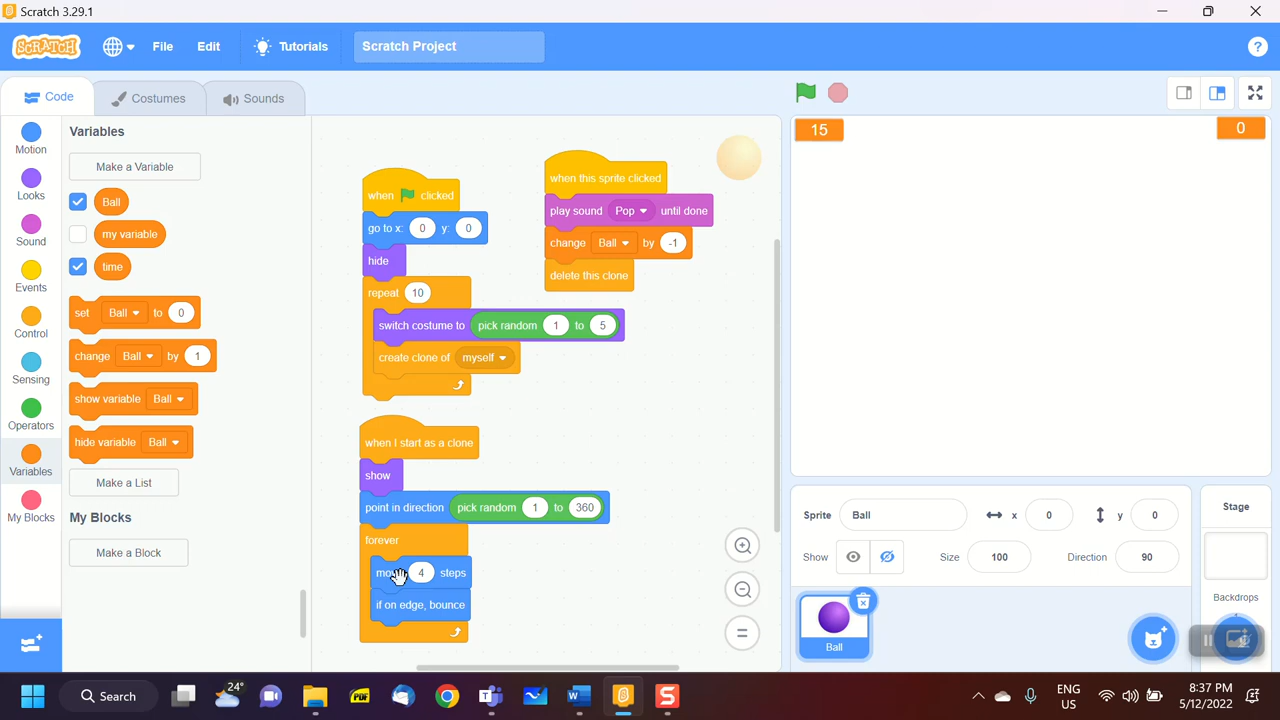 Scratch 3.29.1
SCRATCH
File
Edit
Tutorials
Scratch Project
?
Code
Costumes
Sounds
Motion
Looks
Sound
Events
Control
Sensing
Operators
Variables
My Blocks
Variables
Make a Variable
Ball
my variable
time
set Ball to 0
change Ball by 1
show variable Ball
hide variable Ball
Make a List
My Blocks
Make a Block
when clicked
go to x: 0 y: 0
hide
repeat 10
switch costume to pick random 1 to 5
create clone of myself
when this sprite clicked
play sound Pop until done
change Ball by -1
delete this clone
when I start as a clone
show
point in direction pick random 1 to 360
forever
4 steps
if on edge, bounce
15
0
Sprite Ball x 0 y 0
Show Size 100 Direction 90
Ball
Stage
Backdrops
24°
Search
PDF
S
ENG
US
8:37 PM
5/12/2022